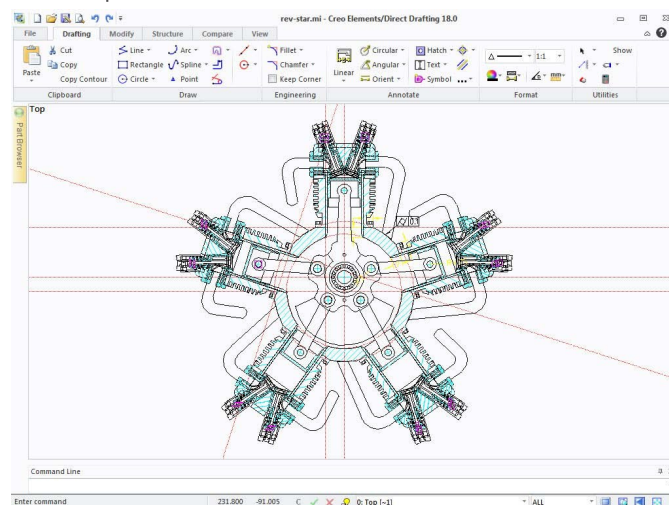 rev-star.mi - Creo Elements/Direct Drafting 18.0
File Drafting Modify Structure Compare View
Cut Line Arc Fillet Circular Hatch Show
Copy Rectangle Spline Chamfer Angular Text 1:1
Paste Copy Contour Circle Point Keep Corner Linear Orient Symbol
Clipboard Draw Engineering Annotate Format Utilities
Top
Part Browser
0.1
Command Line
Enter command 231.800 -91.005 C 0: Top [~1] ALL